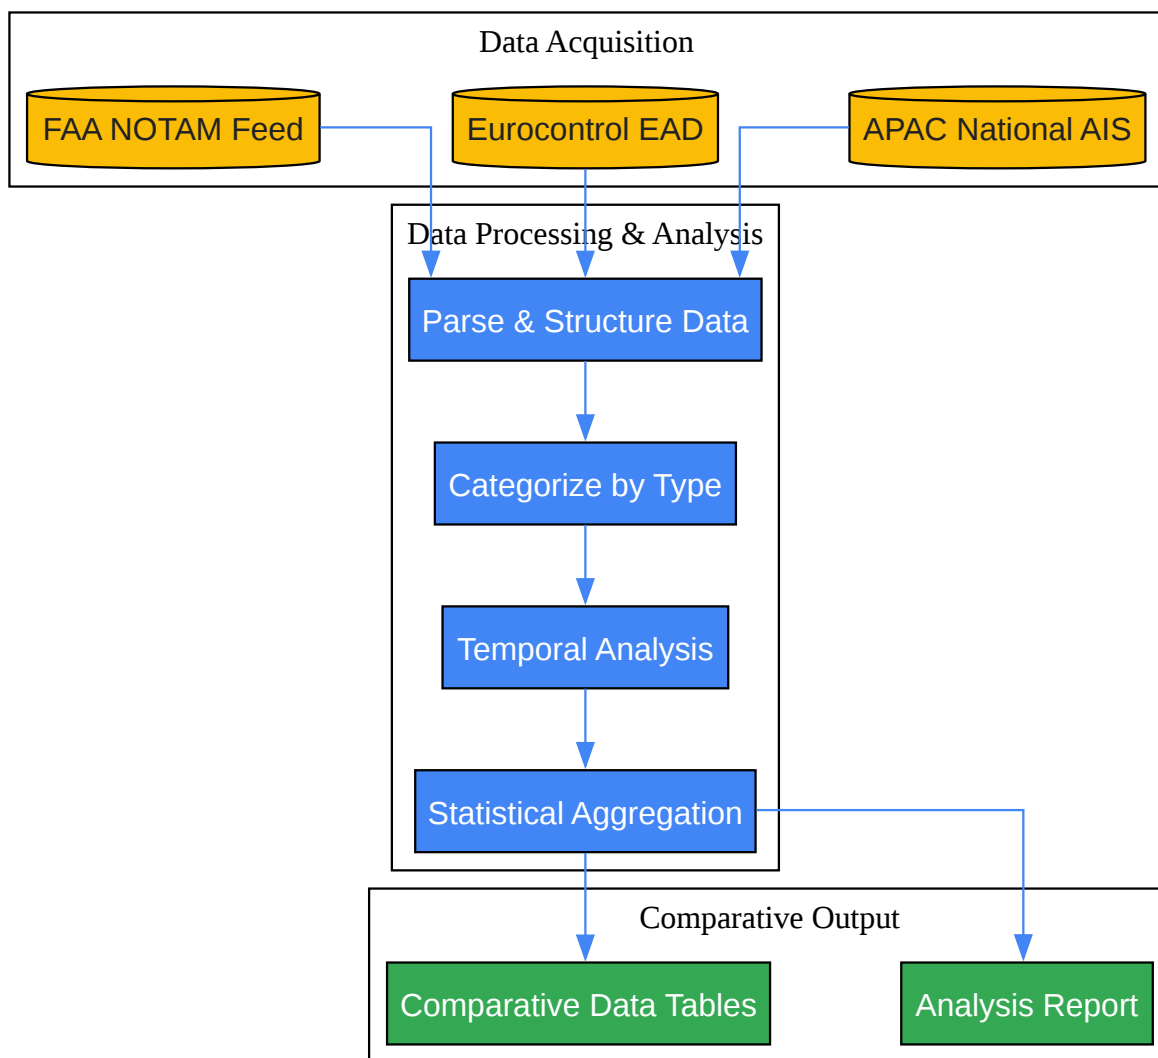 Data Acquisition
FAA NOTAM Feed
Eurocontrol EAD
APAC National AIS
Data Processing & Analysis
Parse & Structure Data
Categorize by Type
Temporal Analysis
Statistical Aggregation
Comparative Output
Comparative Data Tables
Analysis Report